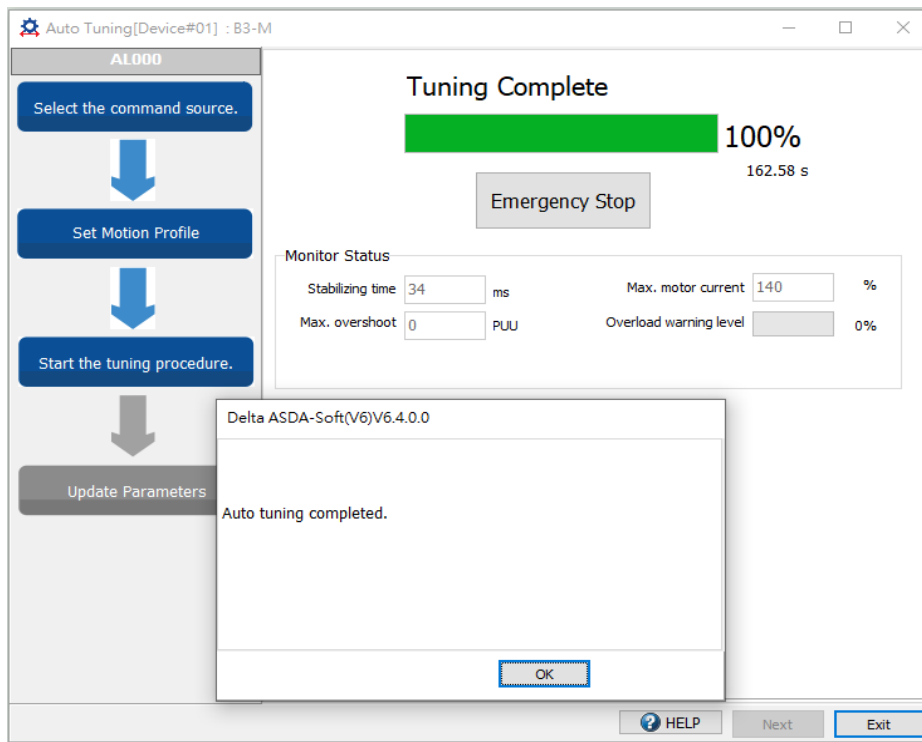 Auto Tuning[Device#01] : B3-M
AL000
Select the command source.
Set Motion Profile
Start the tuning procedure.
Update Parameters
Tuning Complete
100%
162.58 s
Emergency Stop
Monitor Status
Stabilizing time 34 ms
Max. motor current 140 %
Max. overshoot 0 PUU
Overload warning level 0%
Delta ASDA-Soft(V6)V6.4.0.0
Auto tuning completed.
OK
HELP
Next
Exit